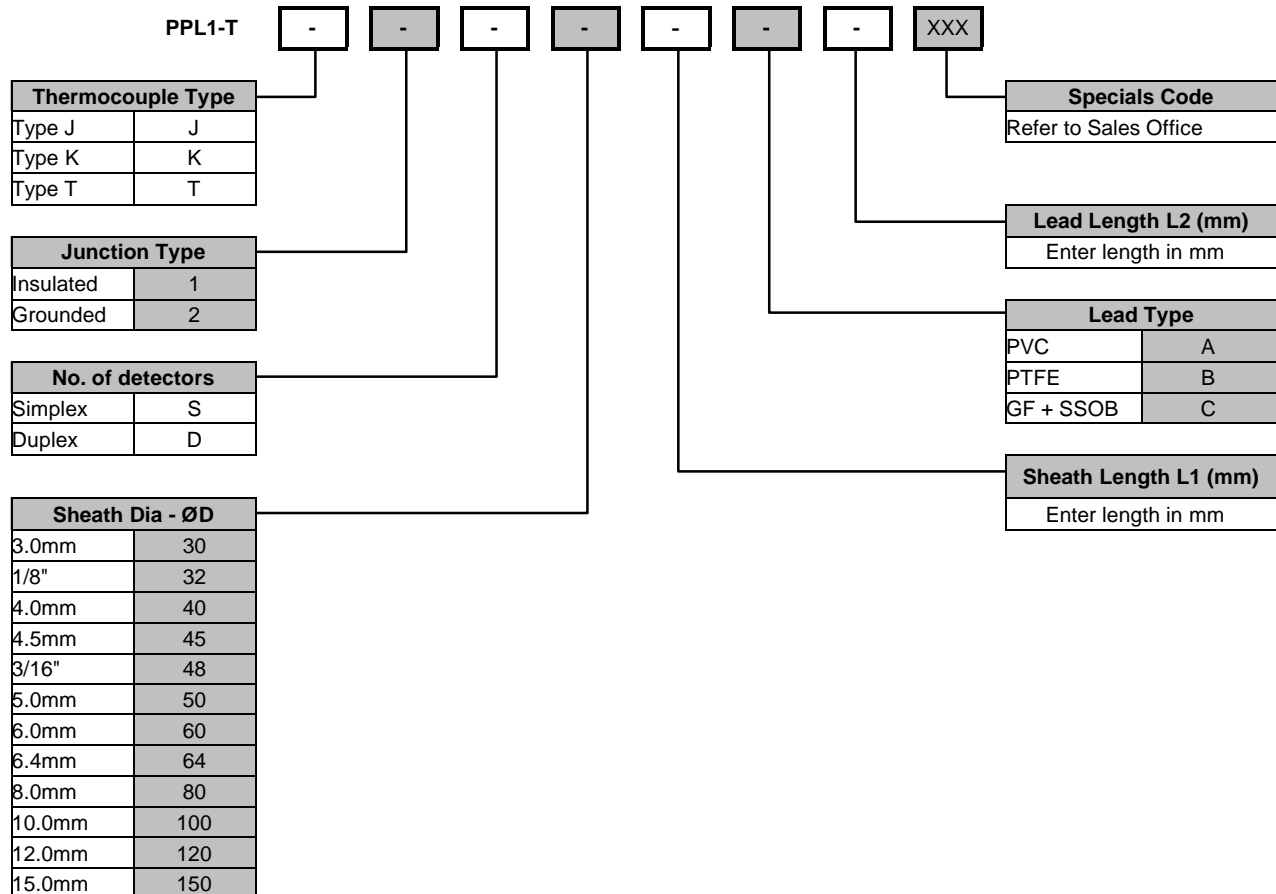 PPL1-T - - - - - - - XXX
Thermocouple Type
Type J J
Type K K
Type T T
Junction Type
Insulated 1
Grounded 2
No. of detectors
Simplex S
Duplex D
Sheath Dia - ØD
3.0mm 30
1/8" 32
4.0mm 40
4.5mm 45
3/16" 48
5.0mm 50
6.0mm 60
6.4mm 64
8.0mm 80
10.0mm 100
12.0mm 120
15.0mm 150
Specials Code
Refer to Sales Office
Lead Length L2 (mm)
Enter length in mm
Lead Type
PVC A
PTFE B
GF + SSOB C
Sheath Length L1 (mm)
Enter length in mm